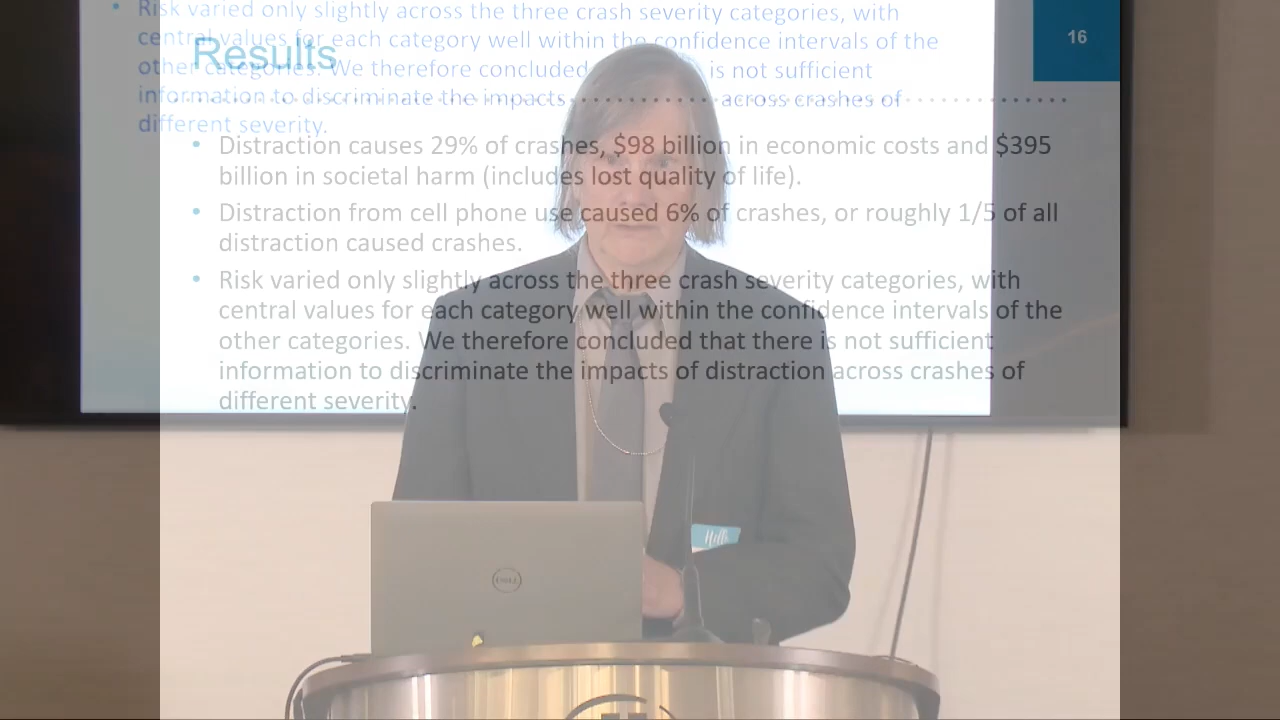 Risk varied only slightly across the three crash severity categories, with
central values for each category well within the confidence intervals of the
other categories. We therefore concluded is not sufficient
information to discriminate the impacts across crashes of
different severity.
16
Results
Distraction causes 29% of crashes, $98 billion in economic costs and $395
billion in societal harm (includes lost quality of life).
Distraction from cell phone use caused 6% of crashes, or roughly 1/5 of all
distraction caused crashes.
Risk varied only slightly across the three crash severity categories, with
central values for each category well within the confidence intervals of the
other categories. We therefore concluded that there is not sufficient
information to discriminate the impacts of distraction across crashes of
different severity.
Hello
DELL